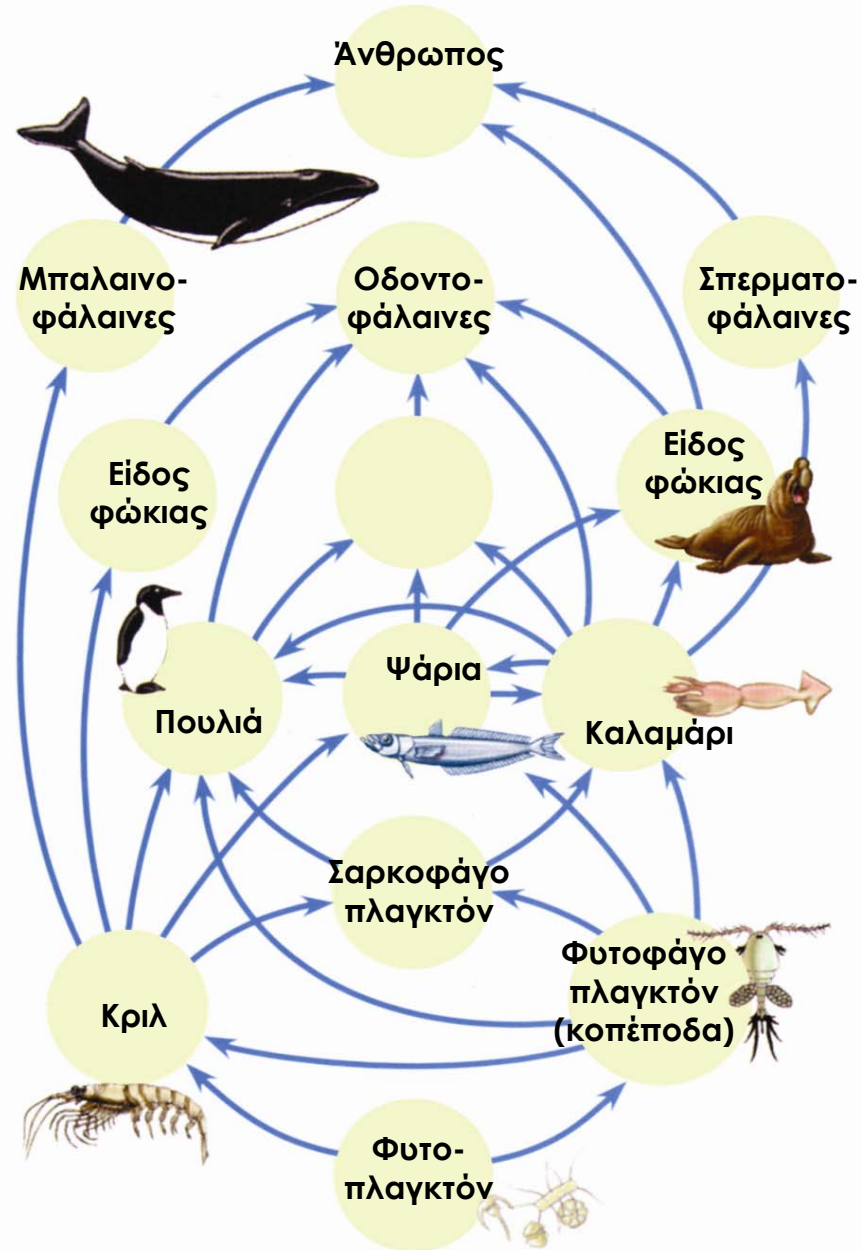 Άνθρωπος
Μπαλαινο-
φάλαινες
Οδοντο-
φάλαινες
Σπερματο-
φάλαινες
Είδος
φώκιας
Είδος
φώκιας
Πουλιά
Ψάρια
Καλαμάρι
Σαρκοφάγο
πλαγκτόν
Κριλ
Φυτοφάγο
πλαγκτόν
(κοπέποδα)
Φυτο-
πλαγκτόν